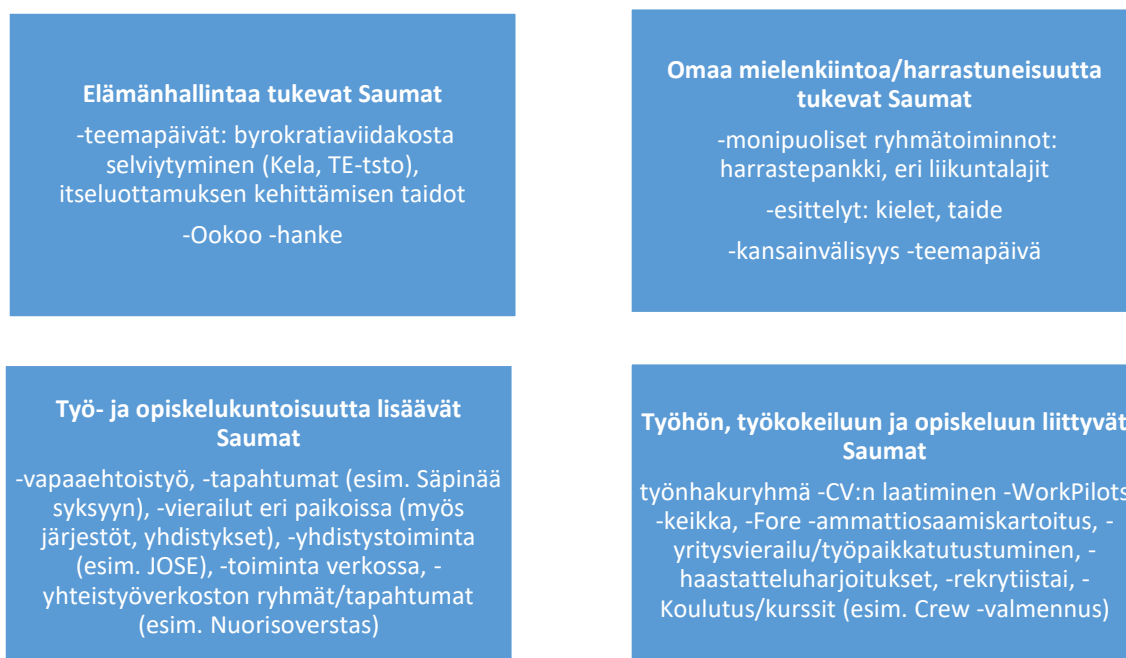 Elämänhallintaa tukevat Saumat
-teemapäivät: byrokratiaviidakosta
selviytyminen (Kela, TE-tsto),
itseluottamuksen kehittämisen taidot
-Ookoo -hanke
Omaa mielenkiintoa/harrastuneisuutta
tukevat Saumat
-monipuoliset ryhmätoiminnot:
harrastepankki, eri liikuntalajit
-esittelyt: kielet, taide
-kansainvälisyys -teemapäivä
Työ- ja opiskelukuntoisuutta lisäävät
Saumat
-vapaaehtoistyö, -tapahtumat (esim. Säpinää
syksyyn), -vierailut eri paikoissa (myös
järjestöt, yhdistykset), -yhdistystoiminta
(esim. JOSE), -toiminta verkossa, -
yhteistyöverkoston ryhmät/tapahtumat
(esim. Nuorisoverstas)
Työhön, työkokeiluun ja opiskeluun liittyvät
Saumat
työnhakuryhmä -CV:n laatiminen -WorkPilots
-keikka, -Fore -ammattiosaamiskartoitus, -
yritysvierailu/työpaikkatutustuminen, -
haastatteluharjoitukset, -rekrytiistai, -
Koulutus/kurssit (esim. Crew -valmennus)